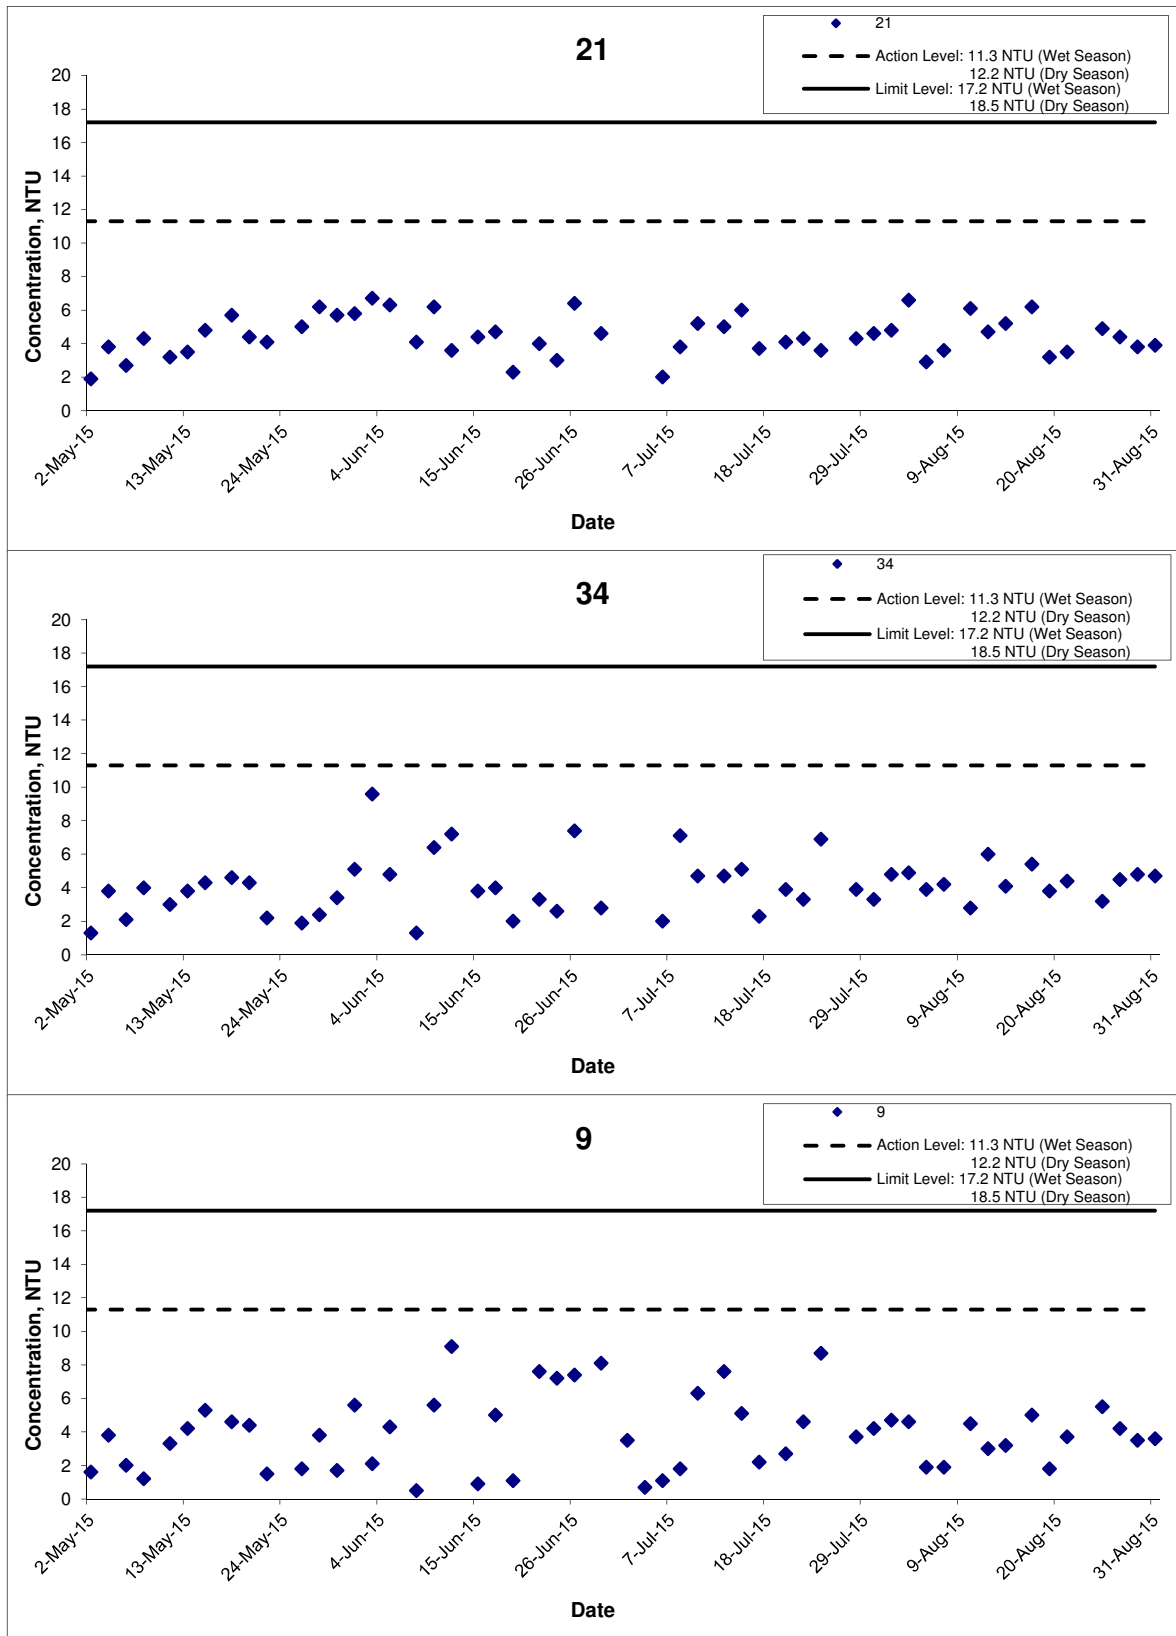 21
21
Action Level: 11.3 NTU (Wet Season)
12.2 NTU (Dry Season)
Limit Level: 17.2 NTU (Wet Season)
18.5 NTU (Dry Season)
Concentration, NTU
20
18
16
14
12
10
8
6
4
2
0
2-May-15
13-May-15
24-May-15
4-Jun-15
15-Jun-15
26-Jun-15
7-Jul-15
18-Jul-15
29-Jul-15
9-Aug-15
20-Aug-15
31-Aug-15
Date
34
34
Action Level: 11.3 NTU (Wet Season)
12.2 NTU (Dry Season)
Limit Level: 17.2 NTU (Wet Season)
18.5 NTU (Dry Season)
Concentration, NTU
20
18
16
14
12
10
8
6
4
2
0
2-May-15
13-May-15
24-May-15
4-Jun-15
15-Jun-15
26-Jun-15
7-Jul-15
18-Jul-15
29-Jul-15
9-Aug-15
20-Aug-15
31-Aug-15
Date
9
9
Action Level: 11.3 NTU (Wet Season)
12.2 NTU (Dry Season)
Limit Level: 17.2 NTU (Wet Season)
18.5 NTU (Dry Season)
Concentration, NTU
20
18
16
14
12
10
8
6
4
2
0
2-May-15
13-May-15
24-May-15
4-Jun-15
15-Jun-15
26-Jun-15
7-Jul-15
18-Jul-15
29-Jul-15
9-Aug-15
20-Aug-15
31-Aug-15
Date